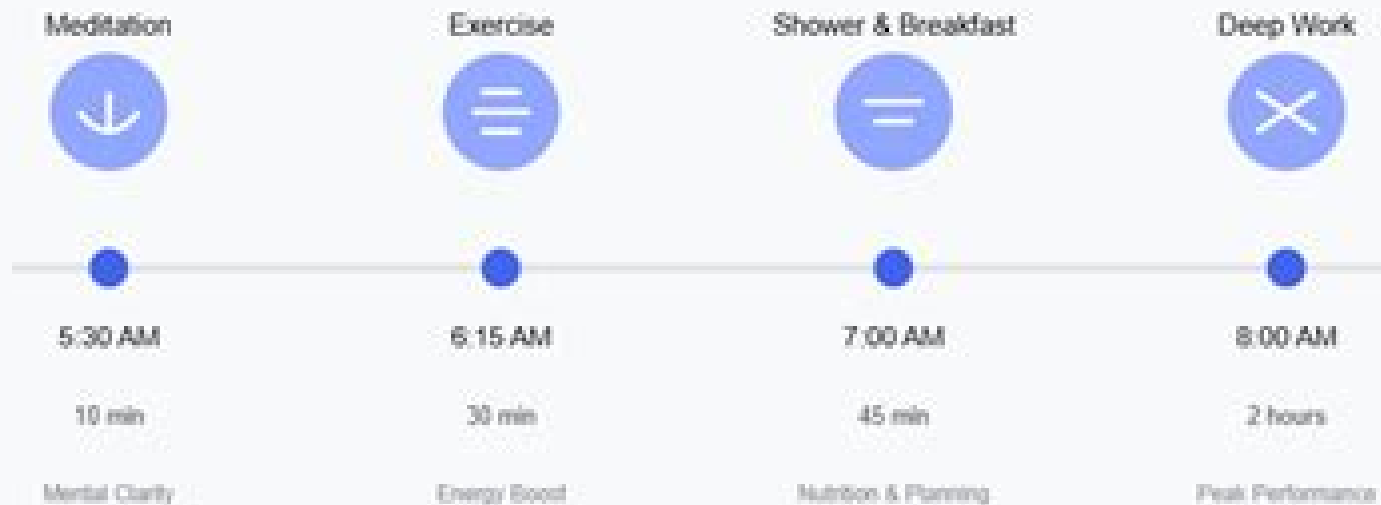 Meditation
Exercise
Shower & Breakfast
Deep Work
5:30 AM
6:15 AM
7:00 AM
8:00 AM
10 min
30 min
45 min
2 hours
Mental Clarity
Energy Boost
Nutrition & Planning
Peak Performance